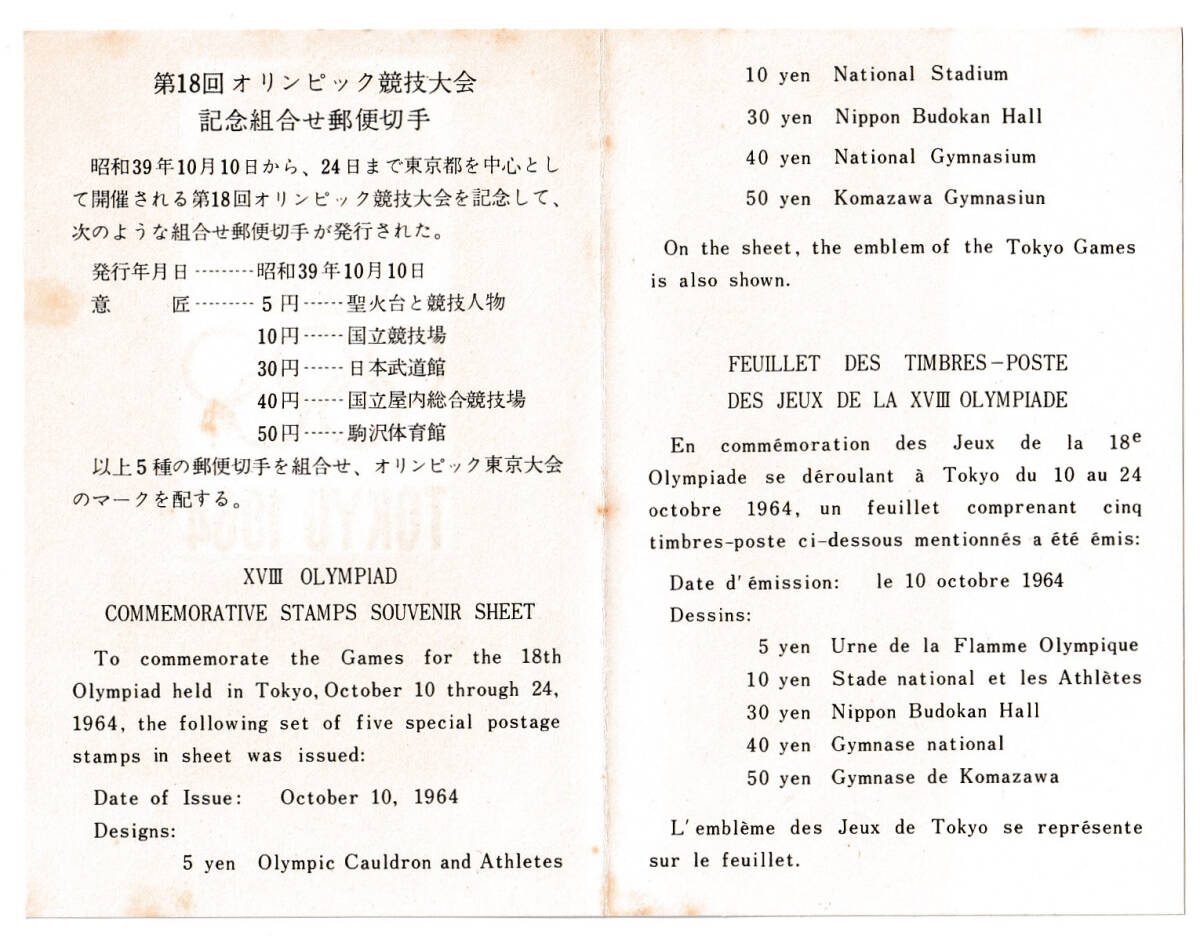 第18回オリンピック競技大会
記念組合せ郵便切手
昭和39年10月10日から、24日まで東京都を中心とし
て開催される第18回オリンピック競技大会を記念して、
次のような組合せ郵便切手が発行された。
発行年月日 --------- 昭和39年10月10日
意　　匠 --------- 5円 ------ 聖火台と競技人物
10円 ------ 国立競技場
30円 ------ 日本武道館
40円 ------ 国立屋内総合競技場
50円 ------ 駒沢体育館
以上5種の郵便切手を組合せ、オリンピック東京大会
のマークを配する。
XVIII OLYMPIAD
COMMEMORATIVE STAMPS SOUVENIR SHEET
To commemorate the Games for the 18th
Olympiad held in Tokyo, October 10 through 24,
1964, the following set of five special postage
stamps in sheet was issued:
Date of Issue: October 10, 1964
Designs:
5 yen Olympic Cauldron and Athletes
10 yen National Stadium
30 yen Nippon Budokan Hall
40 yen National Gymnasium
50 yen Komazawa Gymnasiun
On the sheet, the emblem of the Tokyo Games
is also shown.
FEUILLET DES TIMBRES-POSTE
DES JEUX DE LA XVIII OLYMPIADE
En commémoration des Jeux de la 18e
Olympiade se déroulant à Tokyo du 10 au 24
octobre 1964, un feuillet comprenant cinq
timbres-poste ci-dessous mentionnés a été émis:
Date d'émission: le 10 octobre 1964
Dessins:
5 yen Urne de la Flamme Olympique
10 yen Stade national et les Athlètes
30 yen Nippon Budokan Hall
40 yen Gymnase national
50 yen Gymnase de Komazawa
L'emblème des Jeux de Tokyo se représente
sur le feuillet.
TOKYO 1964